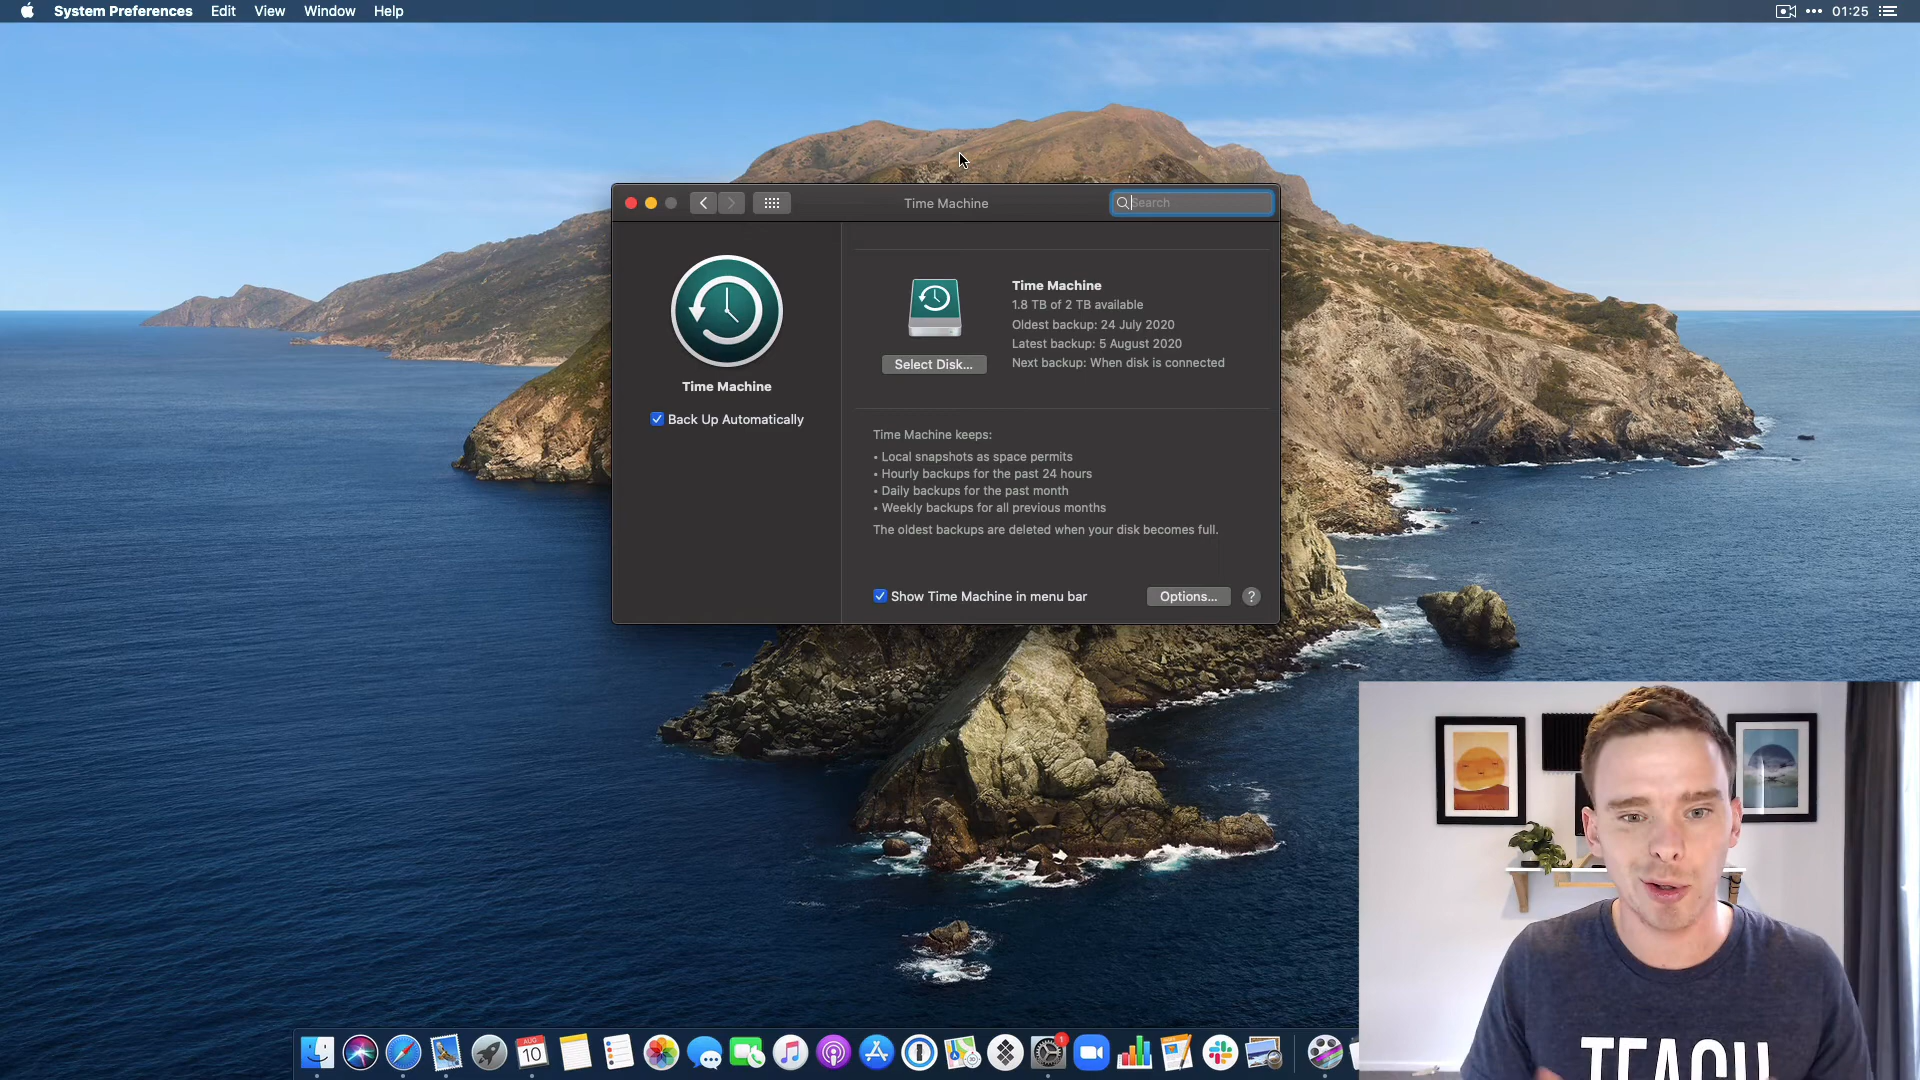 System Preferences Edit View Window Help
01:25
Time Machine
Search
Time Machine
1.8 TB of 2 TB available
Oldest backup: 24 July 2020
Latest backup: 5 August 2020
Next backup: When disk is connected
Select Disk...
Time Machine
Back Up Automatically
Time Machine keeps:
• Local snapshots as space permits
• Hourly backups for the past 24 hours
• Daily backups for the past month
• Weekly backups for all previous months
The oldest backups are deleted when your disk becomes full.
Show Time Machine in menu bar
Options...
?
AUG
10
1
TEACH